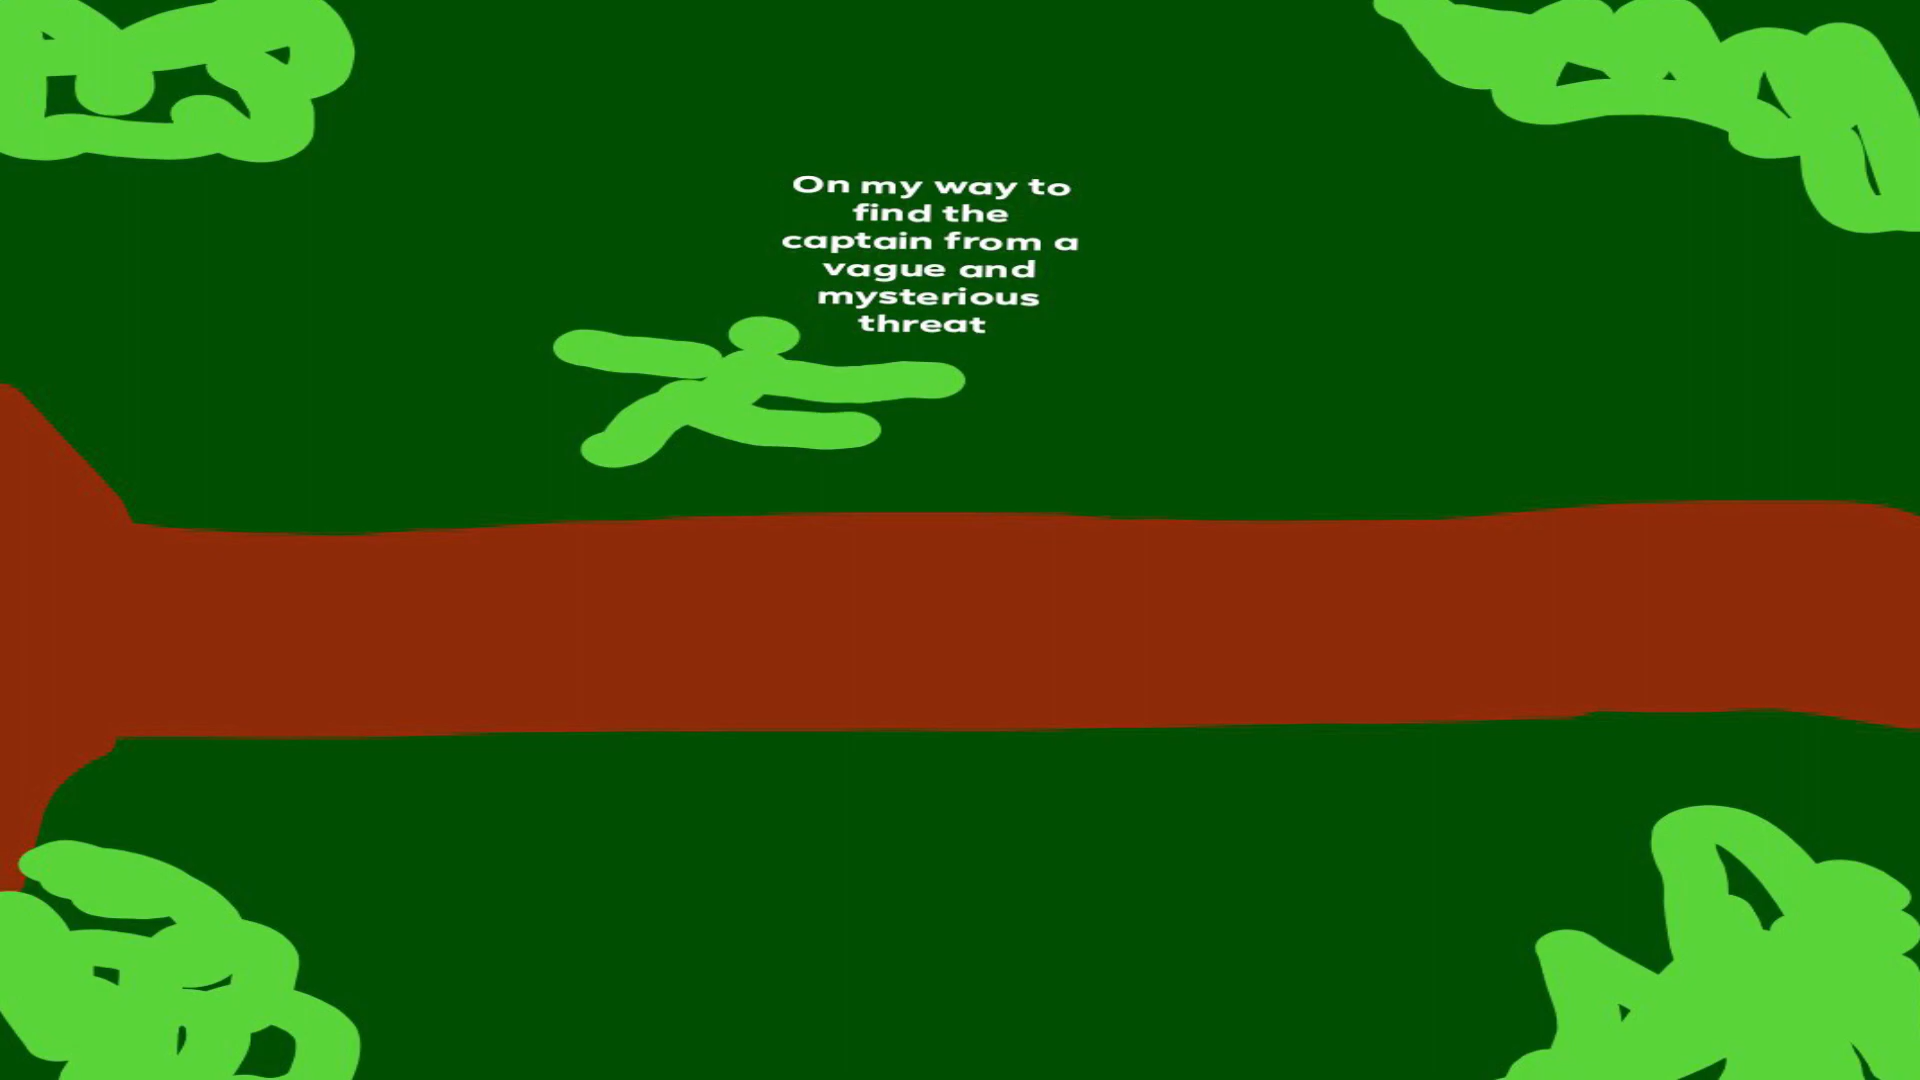 On my way to
find the
captain from a
vague and
mysterious
threat